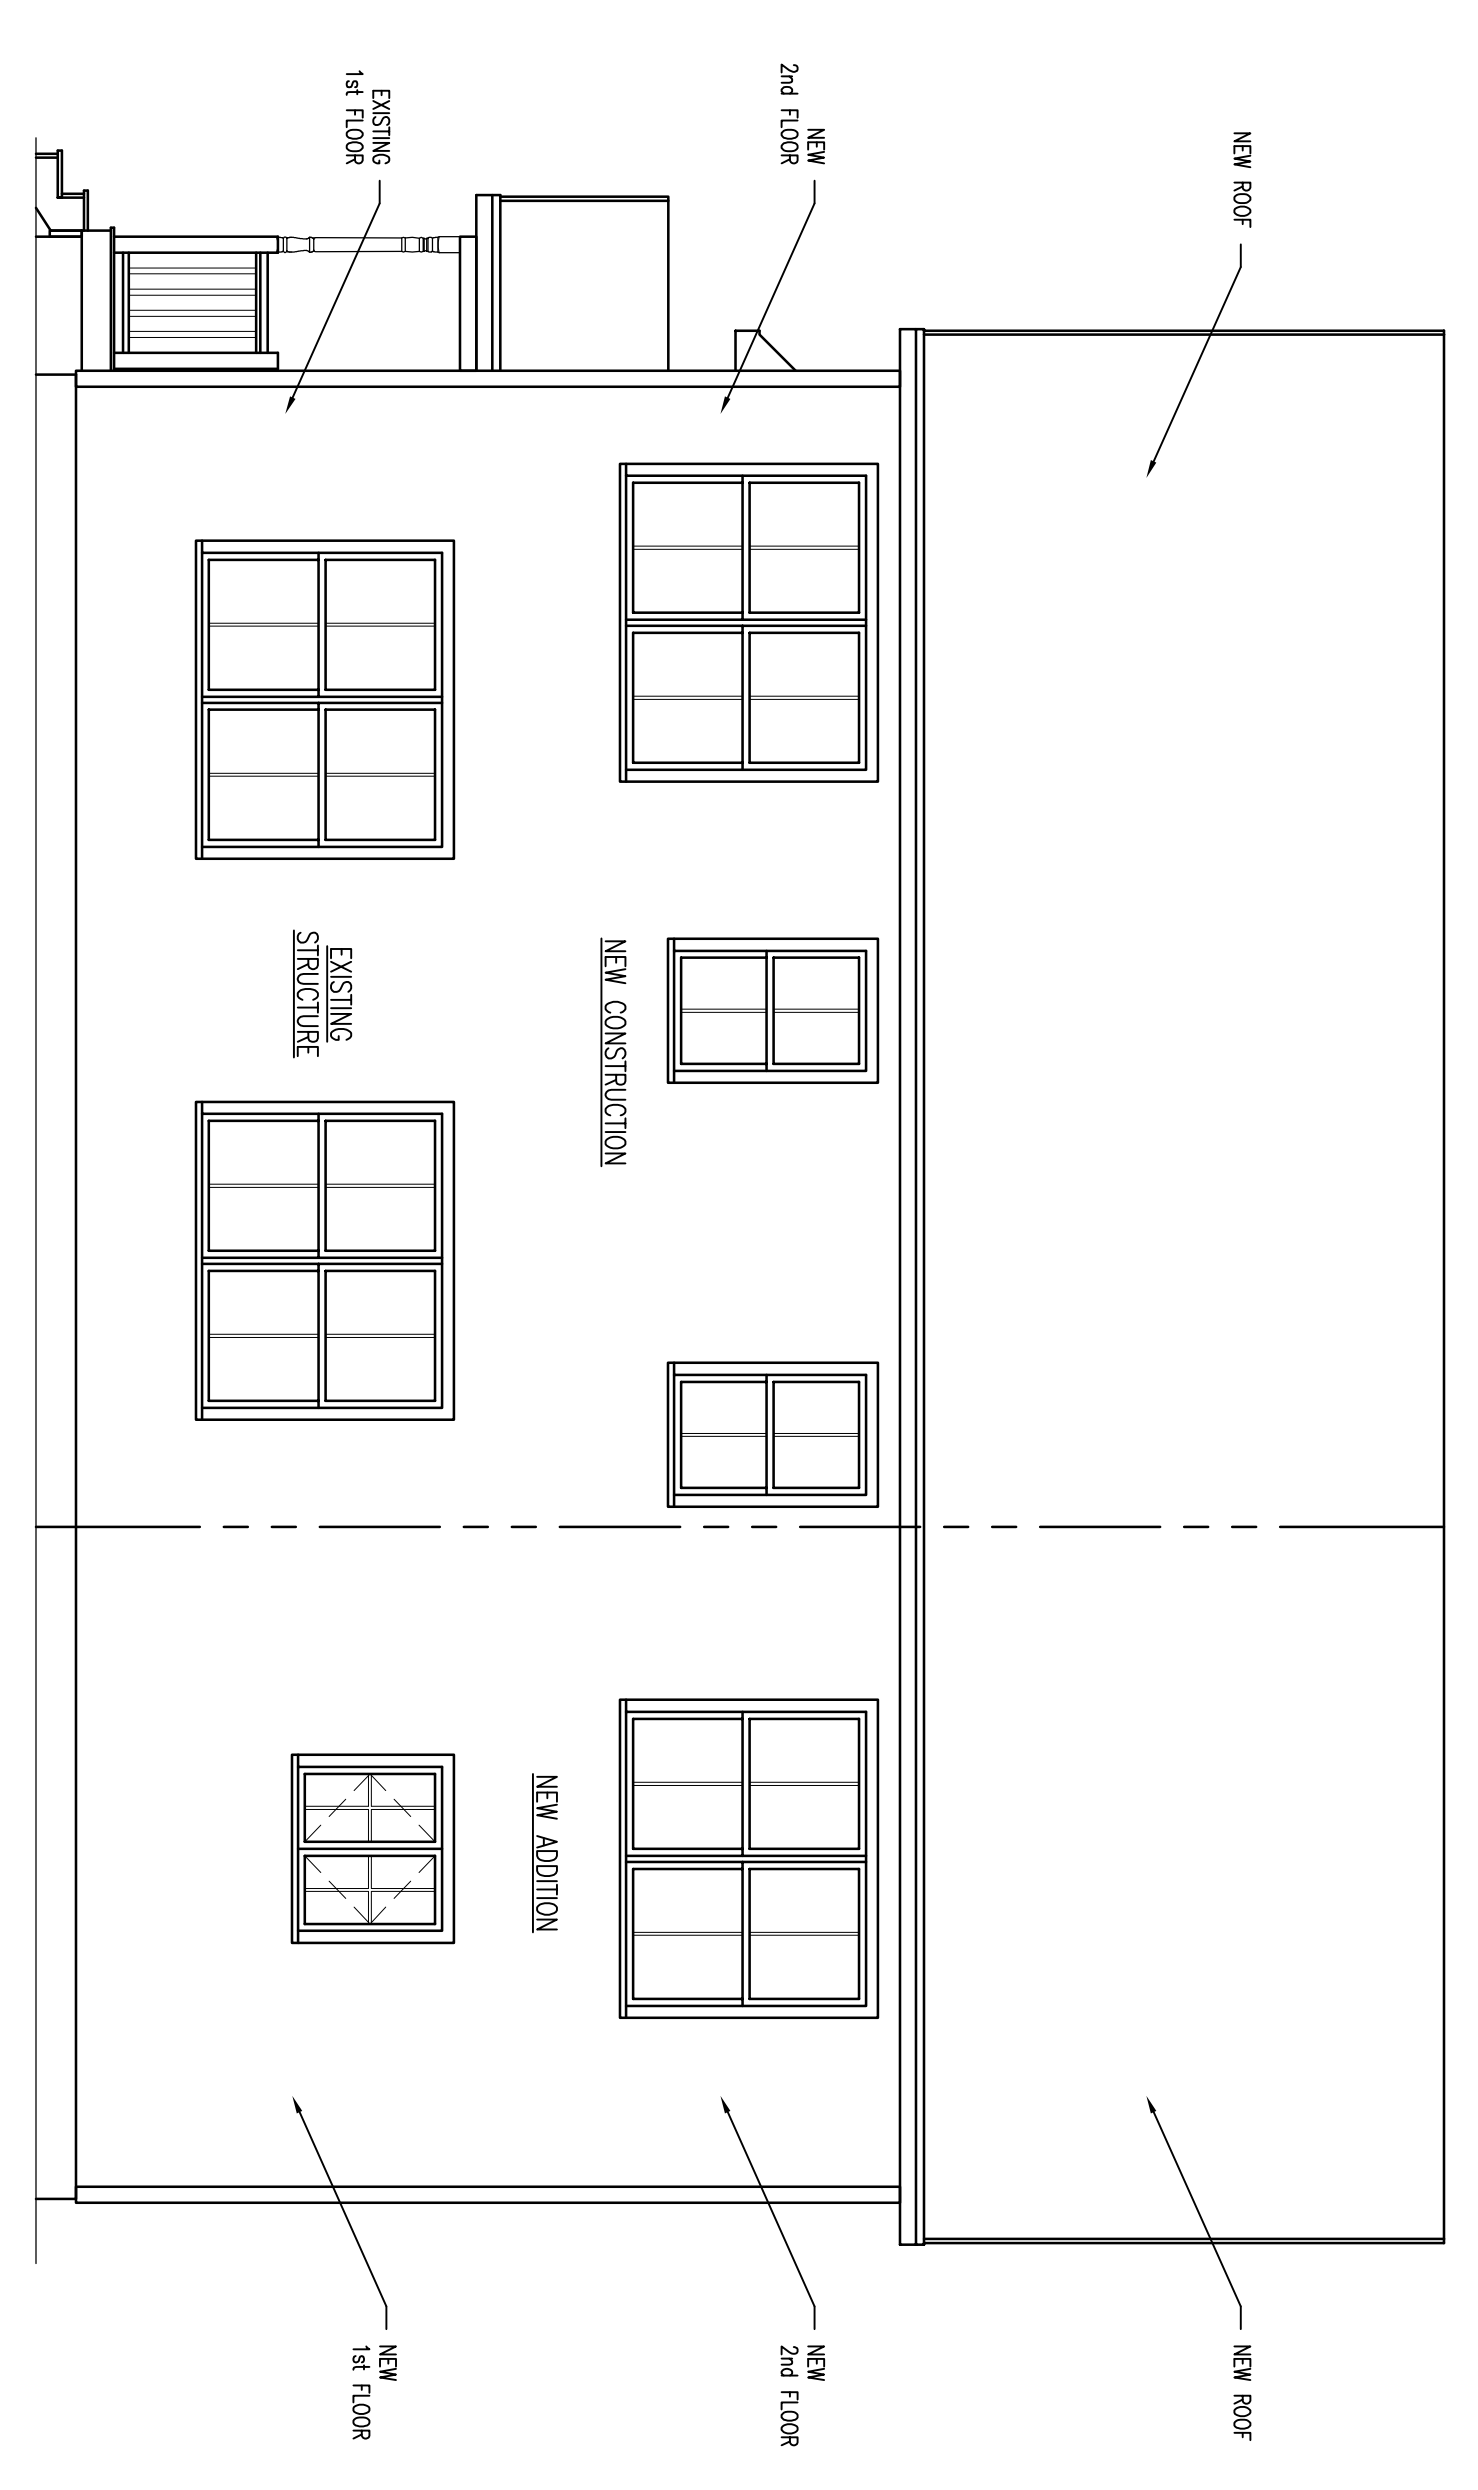 NEW ROOF
NEW ROOF
NEW
2nd FLOOR
NEW
2nd FLOOR
NEW CONSTRUCTION
NEW ADDITION
EXISTING
1st FLOOR
EXISTING
STRUCTURE
NEW
1st FLOOR